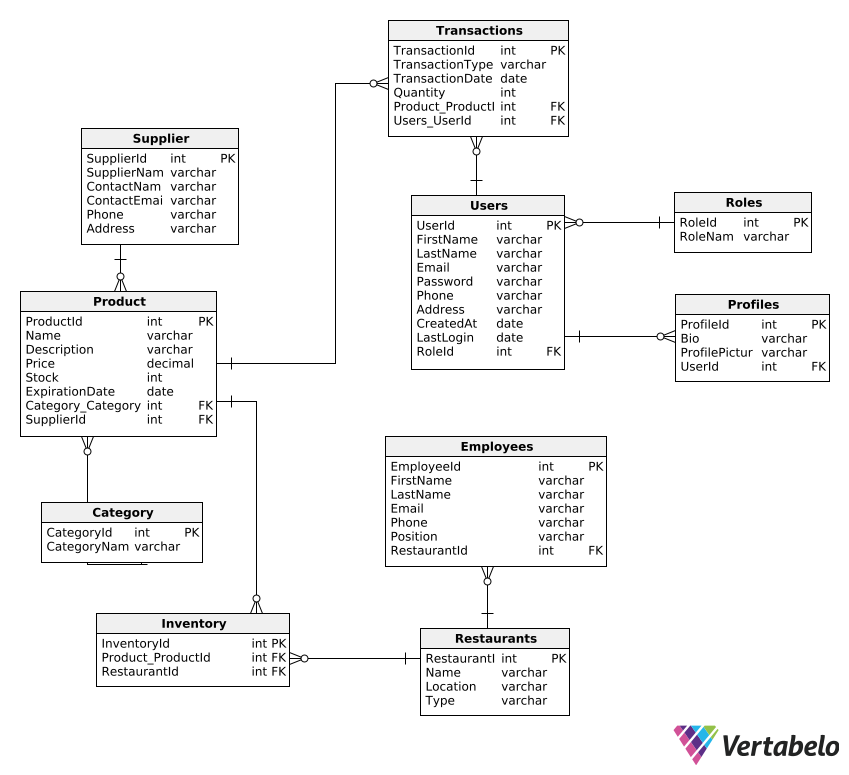 Transactions
TransactionId int PK
TransactionType varchar
TransactionDate date
Quantity int
Product_ProductI int FK
Users_UserId int FK
Supplier
SupplierId int PK
SupplierNam varchar
ContactNam varchar
ContactEmai varchar
Phone varchar
Address varchar
Users
UserId int PK
FirstName varchar
LastName varchar
Email varchar
Password varchar
Phone varchar
Address varchar
CreatedAt date
LastLogin date
RoleId int FK
Roles
RoleId int PK
RoleNam varchar
Product
ProductId int PK
Name varchar
Description varchar
Price decimal
Stock int
ExpirationDate date
Category_Category int FK
SupplierId int FK
Profiles
ProfileId int PK
Bio varchar
ProfilePictur varchar
UserId int FK
Employees
EmployeeId int PK
FirstName varchar
LastName varchar
Email varchar
Phone varchar
Position varchar
RestaurantId int FK
Category
CategoryId int PK
CategoryNam varchar
Inventory
InventoryId int PK
Product_ProductId int FK
RestaurantId int FK
Restaurants
RestaurantI int PK
Name varchar
Location varchar
Type varchar
Vertabelo